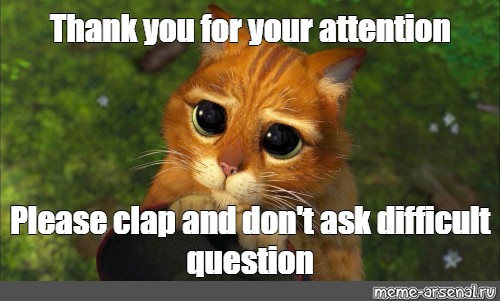 Thank you for your attention
Please clap and don't ask difficult
question
meme-arsenal.ru